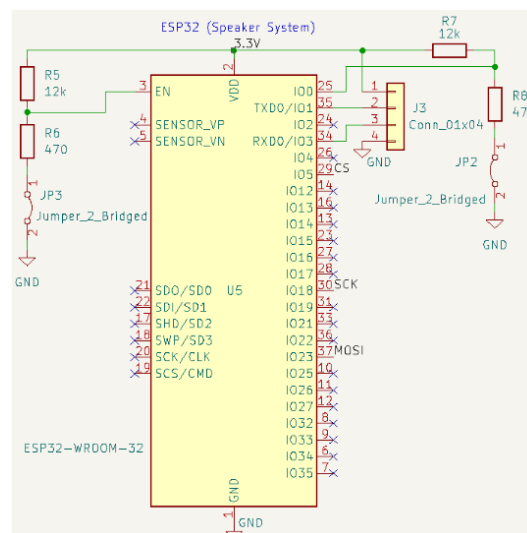 ESP32 (Speaker System)
3.3V
R7
12k
R5
12k
R6
470
JP3
1
Jumper_2_Bridged
2
GND
2
VDD
3 EN
4 SENSOR_VP
5 SENSOR_VN
21 SDO/SD0
22 SDI/SD1
17 SHD/SD2
18 SWP/SD3
20 SCK/CLK
19 SCS/CMD
U5
IO0 25
TXD0/IO1 35
IO2 24
RXD0/IO3 34
IO4 26
IO5 29 CS
IO12 14
IO13 16
IO14 13
IO15 23
IO16 27
IO17 28
IO18 30 SCK
IO19 31
IO21 33
IO22 36
IO23 37 MOSI
IO25 10
IO26 11
IO27 12
IO32 8
IO33 9
IO34 6
IO35 7
ESP32-WROOM-32
GND
1
GND
1
2
3
4
J3
Conn_01x04
GND
R8
JP2
1
Jumper_2_Bridged
2
GND